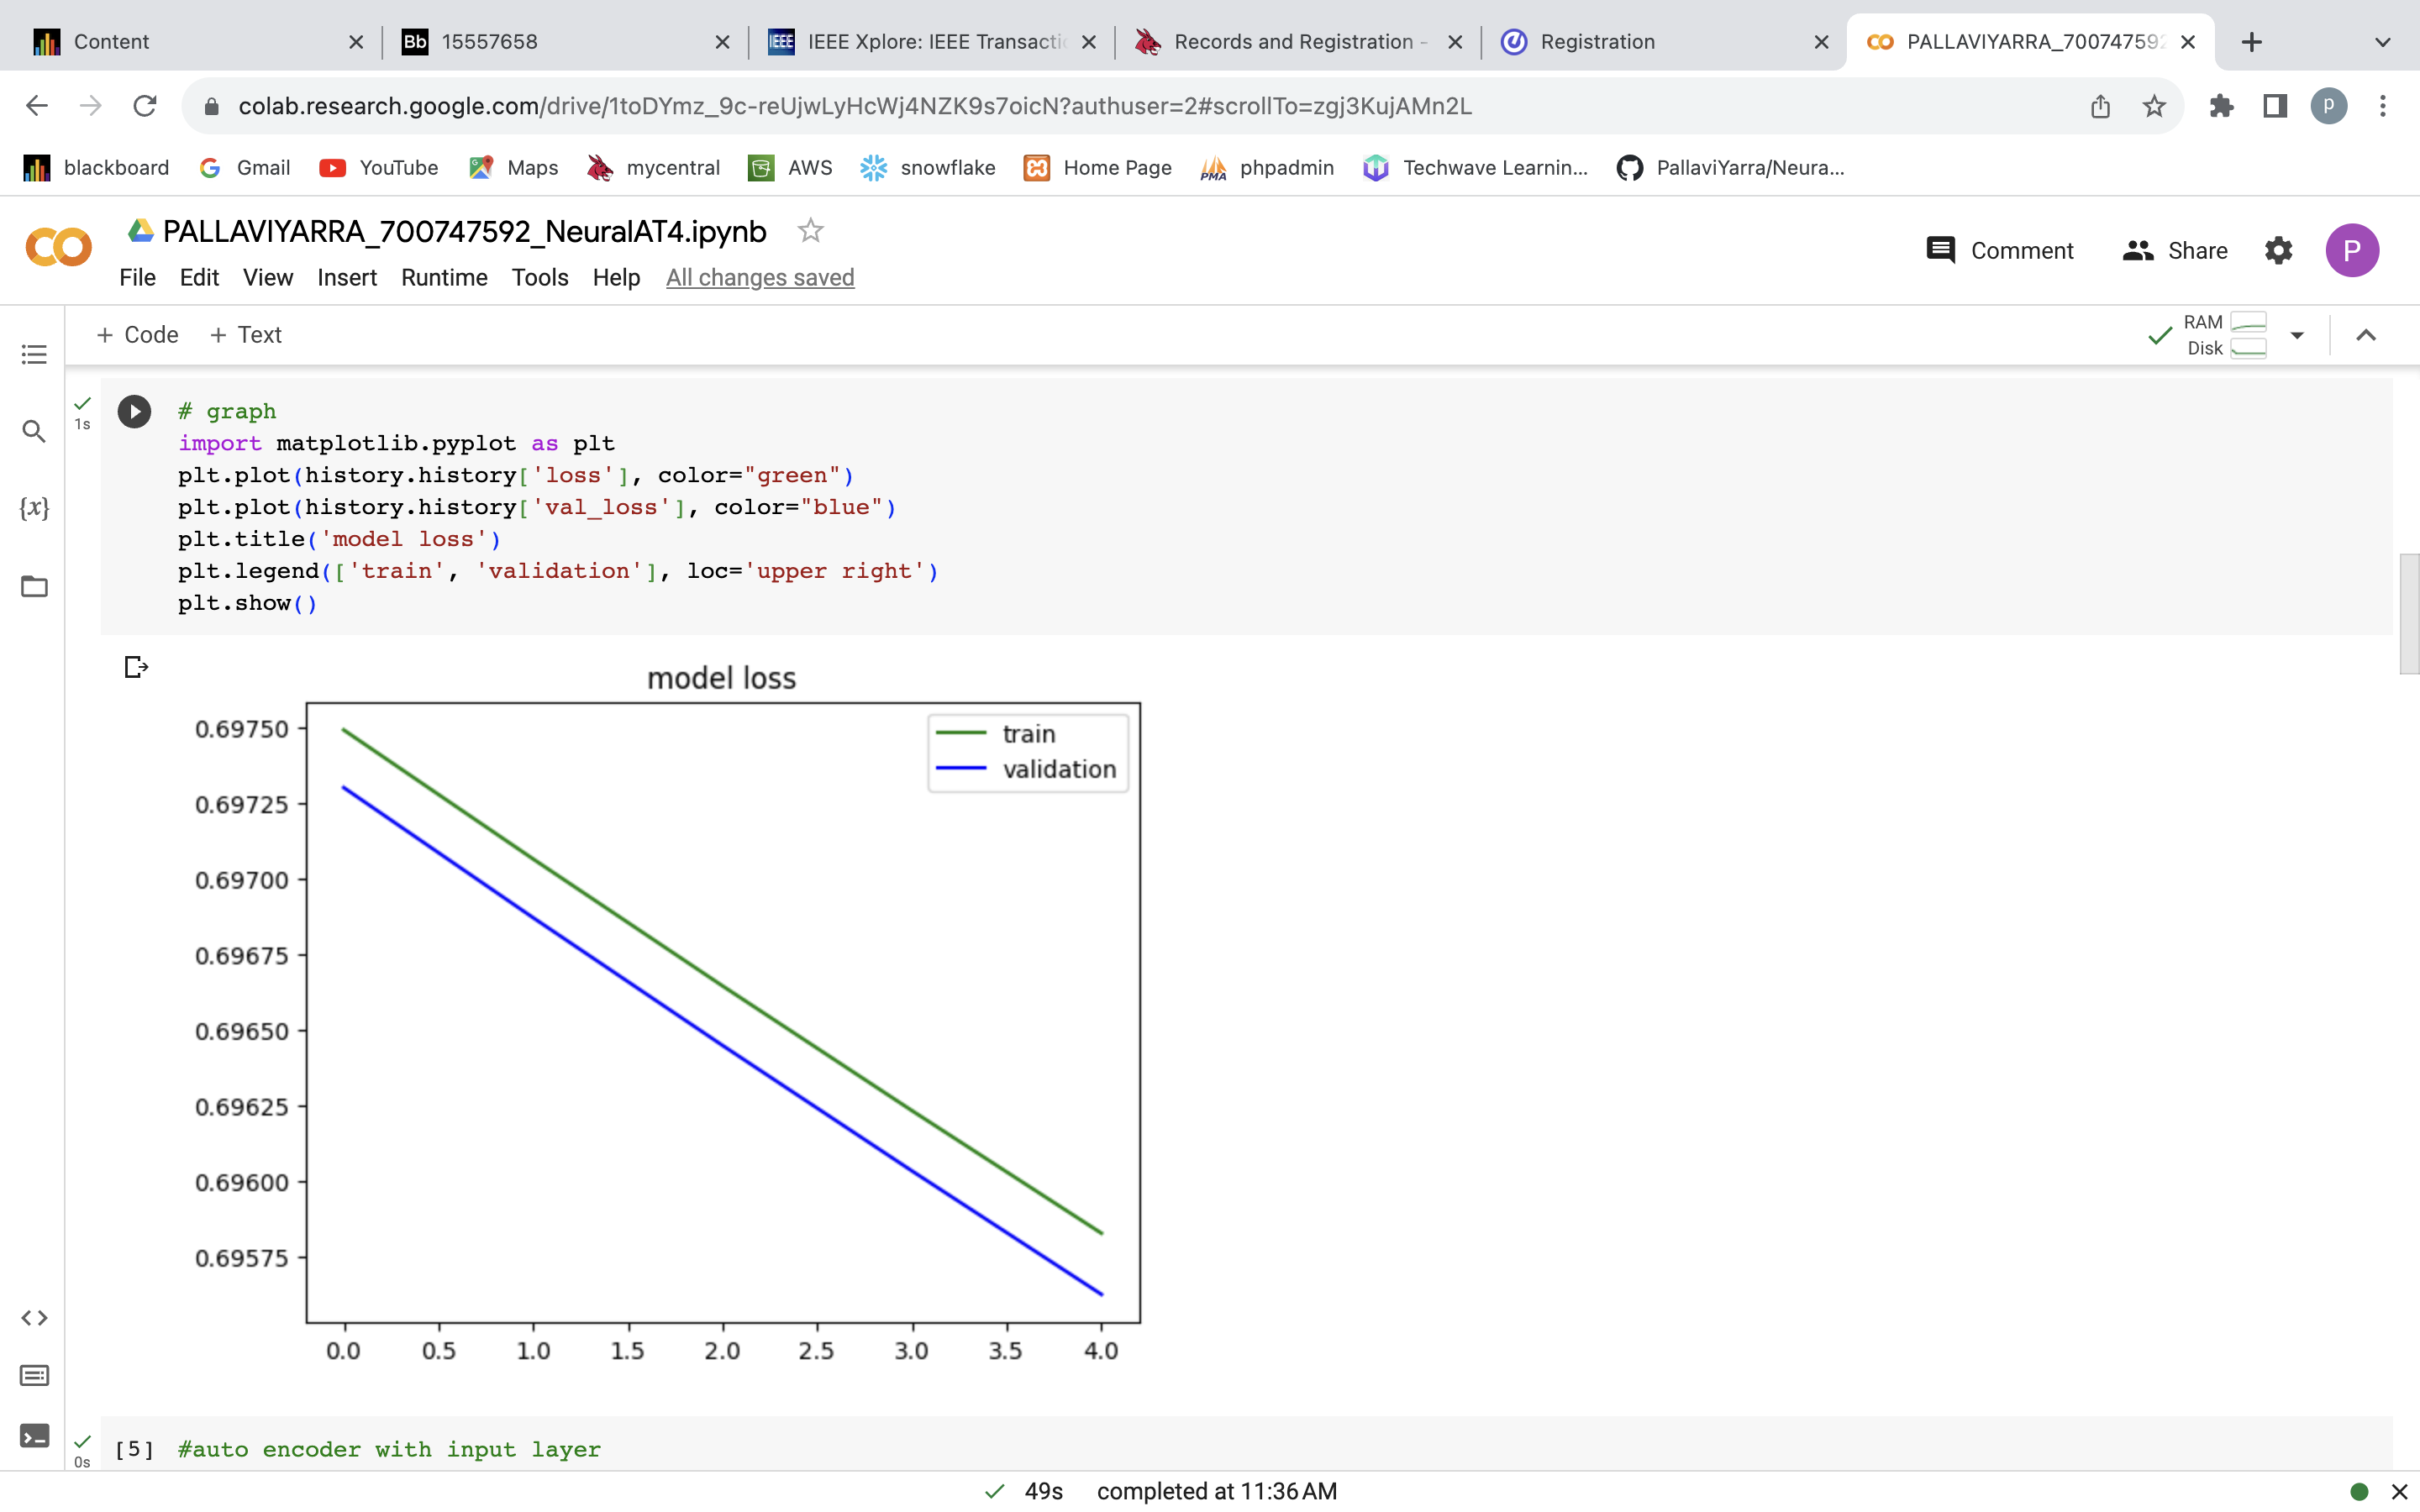 Content
Bb 15557658
IEEE IEEE Xplore: IEEE Transactio
Records and Registration -
Registration
PALLAVIYARRA_700747592
colab.research.google.com/drive/1toDYmz_9c-reUjwLyHcWj4NZK9s7oicN?authuser=2#scrollTo=zgj3KujAMn2L
p
blackboard
Gmail
YouTube
Maps
mycentral
AWS
snowflake
Home Page
PMA phpadmin
Techwave Learnin...
PallaviYarra/Neura...
PALLAVIYARRA_700747592_NeuralAT4.ipynb
Comment
Share
P
File Edit View Insert Runtime Tools Help All changes saved
+ Code + Text
RAM
Disk
1s
{x}
# graph
import matplotlib.pyplot as plt
plt.plot(history.history['loss'], color="green")
plt.plot(history.history['val_loss'], color="blue")
plt.title('model loss')
plt.legend(['train', 'validation'], loc='upper right')
plt.show()
model loss
train
validation
0.69750
0.69725
0.69700
0.69675
0.69650
0.69625
0.69600
0.69575
0.0 0.5 1.0 1.5 2.0 2.5 3.0 3.5 4.0
[5] #auto encoder with input layer
0s
49s completed at 11:36 AM